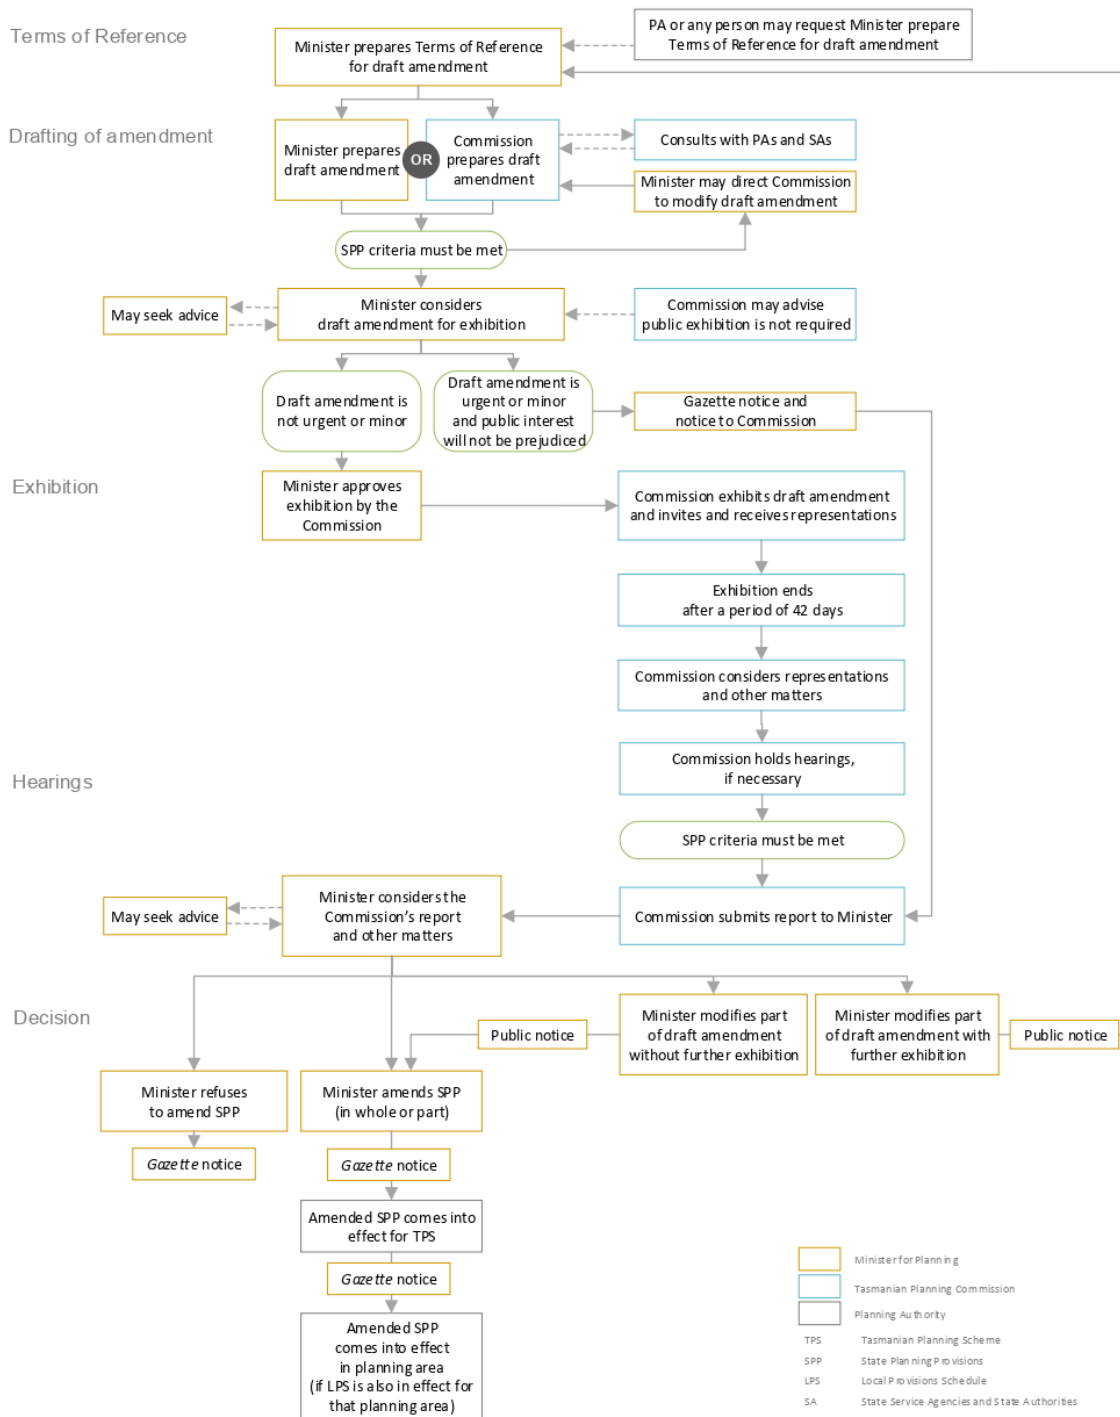 Terms of Reference
Minister prepares Terms of Reference
for draft amendment
PA or any person may request Minister prepare
Terms of Reference for draft amendment
Drafting of amendment
Minister prepares
draft amendment
OR
Commission
prepares draft
amendment
Consults with PAs and SAs
Minister may direct Commission
to modify draft amendment
SPP criteria must be met
May seek advice
Minister considers
draft amendment for exhibition
Commission may advise
public exhibition is not required
Draft amendment is
not urgent or minor
Draft amendment is
urgent or minor
and public interest
will not be prejudiced
Gazette notice and
notice to Commission
Exhibition
Minister approves
exhibition by the
Commission
Commission exhibits draft amendment
and invites and receives representations
Exhibition ends
after a period of 42 days
Commission considers representations
and other matters
Hearings
Commission holds hearings,
if necessary
SPP criteria must be met
May seek advice
Minister considers the
Commission's report
and other matters
Commission submits report to Minister
Decision
Public notice
Minister modifies part
of draft amendment
without further exhibition
Minister modifies part
of draft amendment with
further exhibition
Public notice
Minister refuses
to amend SPP
Minister amends SPP
(in whole or part)
Gazette notice
Gazette notice
Amended SPP comes into
effect for TPS
Gazette notice
Amended SPP
comes into effect
in planning area
(if LPS is also in effect for
that planning area)
Minister for Planning
Tasmanian Planning Commission
Planning Authority
TPS Tasmanian Planning Scheme
SPP State Planning Provisions
LPS Local Provisions Schedule
SA State Service Agencies and State Authorities